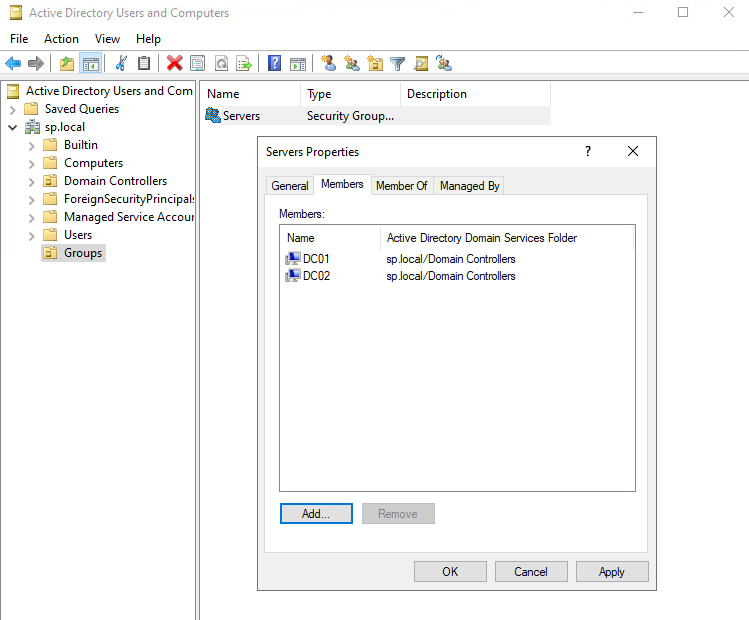 Active Directory Users and Computers
File Action View Help
Active Directory Users and Com
Saved Queries
sp.local
Builtin
Computers
Domain Controllers
ForeignSecurityPrincipals
Managed Service Accour
Users
Groups
Name Type Description
Servers Security Group...
Servers Properties
General Members Member Of Managed By
Members:
Name Active Directory Domain Services Folder
DC01 sp.local/Domain Controllers
DC02 sp.local/Domain Controllers
Add... Remove
OK Cancel Apply